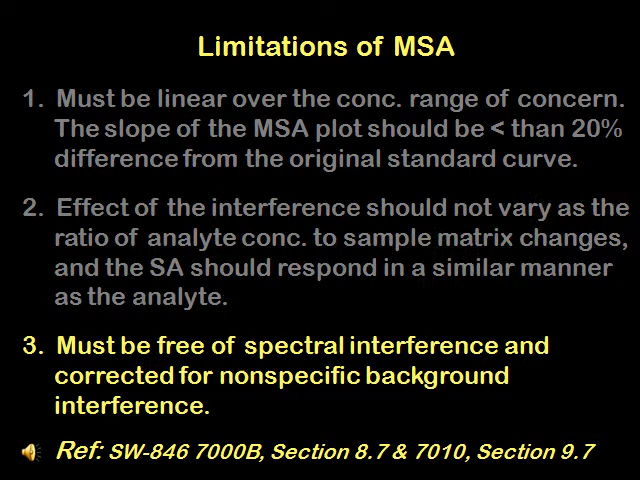 Limitations of MSA
1. Must be linear over the conc. range of concern.
The slope of the MSA plot should be < than 20%
difference from the original standard curve.
2. Effect of the interference should not vary as the
ratio of analyte conc. to sample matrix changes,
and the SA should respond in a similar manner
as the analyte.
3. Must be free of spectral interference and
corrected for nonspecific background
interference.
Ref: SW-846 7000B, Section 8.7 & 7010, Section 9.7